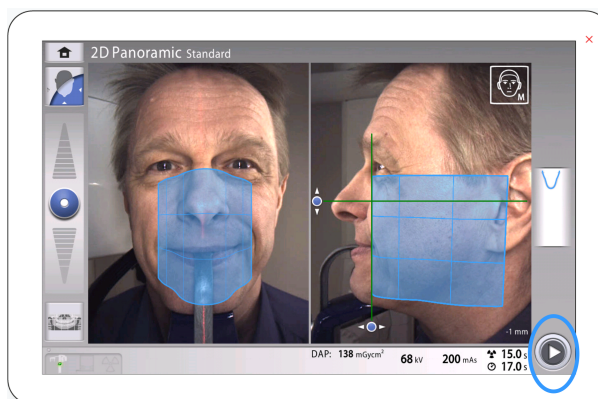 2D Panoramic Standard
M
-1 mm
DAP: 138 mGycm² 68 kV 200 mAs 15.0 s
17.0 s